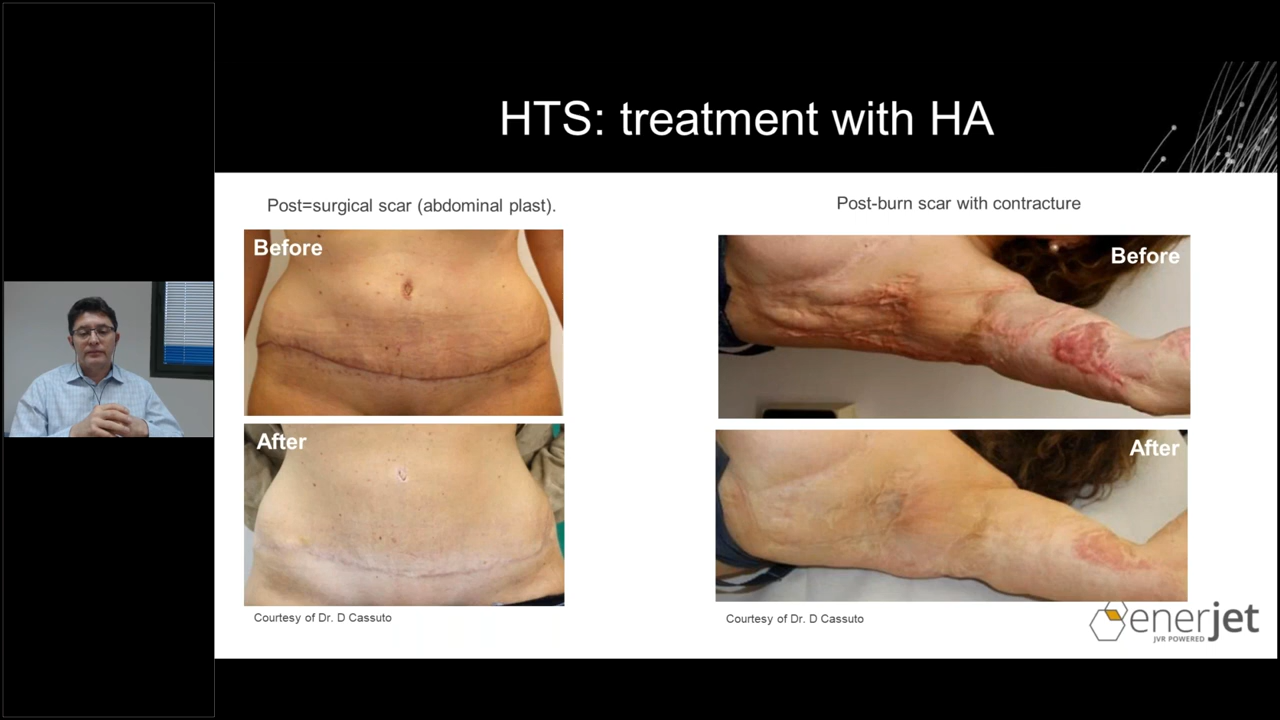 HTS: treatment with HA
Post=surgical scar (abdominal plast).
Before
After
Courtesy of Dr. D Cassuto
Post-burn scar with contracture
Before
After
Courtesy of Dr. D Cassuto
enerjet
JVR POWERED